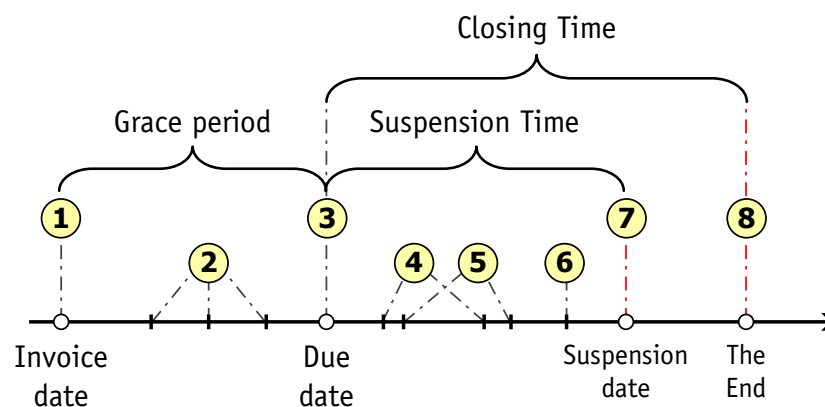 Closing Time
Grace period
Suspension Time
1
3
7
8
2
4
5
6
Invoice
date
Due
date
Suspension
date
The
End